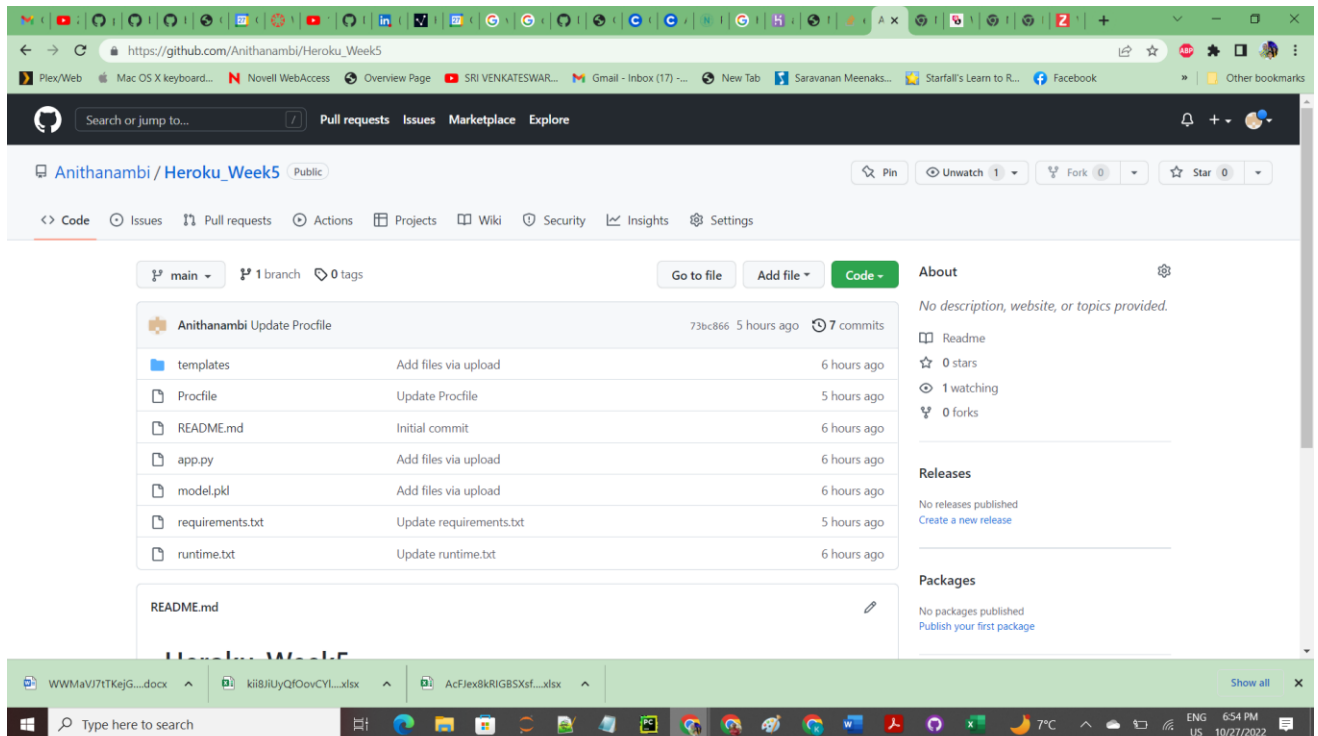 https://github.com/Anithanambi/Heroku_Week5
Plex/Web Mac OS X keyboard... Novell WebAccess Overview Page SRI VENKATESWAR... Gmail - Inbox (17) -... New Tab Saravanan Meenaks... Starfall's Learn to R... Facebook » Other bookmarks
Search or jump to... / Pull requests Issues Marketplace Explore
Anithanambi / Heroku_Week5 Public Pin Unwatch 1 Fork 0 Star 0
<> Code Issues Pull requests Actions Projects Wiki Security Insights Settings
main 1 branch 0 tags Go to file Add file Code
Anithanambi Update Procfile 73bc866 5 hours ago 7 commits
templates Add files via upload 6 hours ago
Procfile Update Procfile 5 hours ago
README.md Initial commit 6 hours ago
app.py Add files via upload 6 hours ago
model.pkl Add files via upload 6 hours ago
requirements.txt Update requirements.txt 5 hours ago
runtime.txt Update runtime.txt 6 hours ago
README.md
Heroku_Week5
About
No description, website, or topics provided.
Readme
0 stars
1 watching
0 forks
Releases
No releases published
Create a new release
Packages
No packages published
Publish your first package
WWMaVJ7tTKejG....docx kii8JiUyQfOovCYl....xlsx AcFJex8kRIGBSXsf....xlsx Show all
Type here to search 7°C ENG 6:54 PM
US 10/27/2022